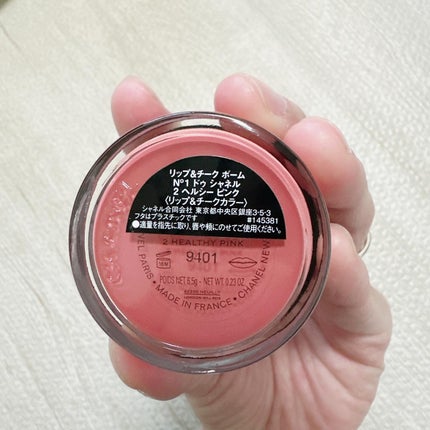 リップ&チーク ボーム
N°1 ドゥ シャネル
2 ヘルシー ピンク
〈リップ&チークカラー〉
シャネル合同会社 東京都中央区銀座3-5-3
フタはプラスチックです #145381
●適量を指先に取り、唇や頬にのせてご使用ください。
2 HEALTHY PINK
9401
18M
POIDS NET 6.5g - NET WT. 0.23 OZ.
PARIS • MADE IN FRANCE • CHANEL NEW